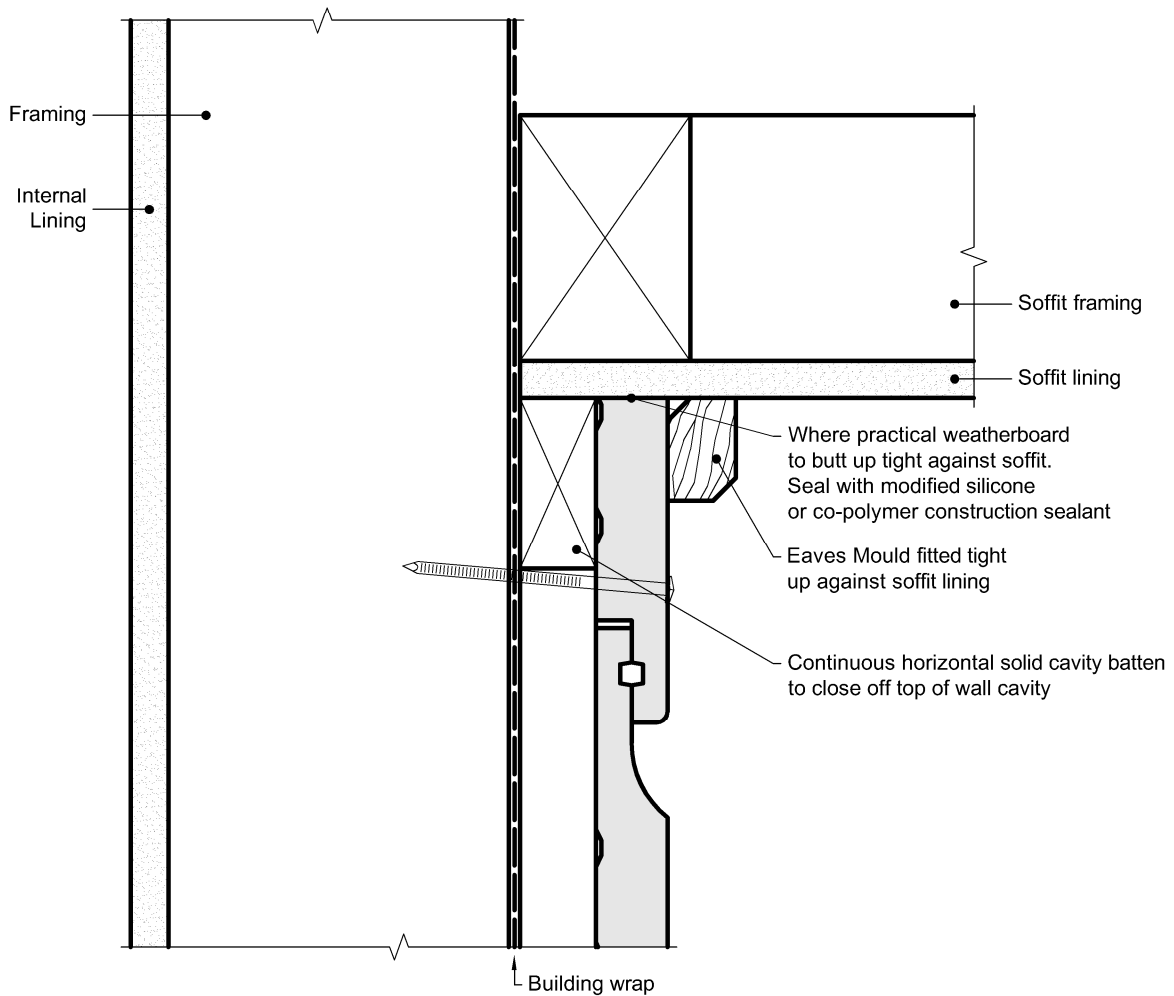 Framing
Internal
Lining
Soffit framing
Soffit lining
Where practical weatherboard
to butt up tight against soffit.
Seal with modified silicone
or co-polymer construction sealant
Eaves Mould fitted tight
up against soffit lining
Continuous horizontal solid cavity batten
to close off top of wall cavity
Building wrap